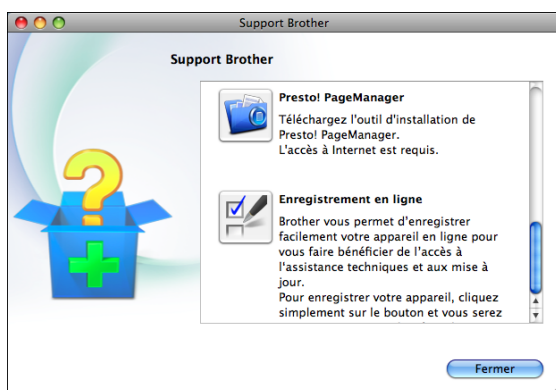 Support Brother
Support Brother
Presto! PageManager
Téléchargez l'outil d'installation de
Presto! PageManager.
L'accès à Internet est requis.
Enregistrement en ligne
Brother vous permet d'enregistrer
facilement votre appareil en ligne pour
vous faire bénéficier de l'accès à
l'assistance techniques et aux mise à
jour.
Pour enregistrer votre appareil, cliquez
simplement sur le bouton et vous serez
Fermer